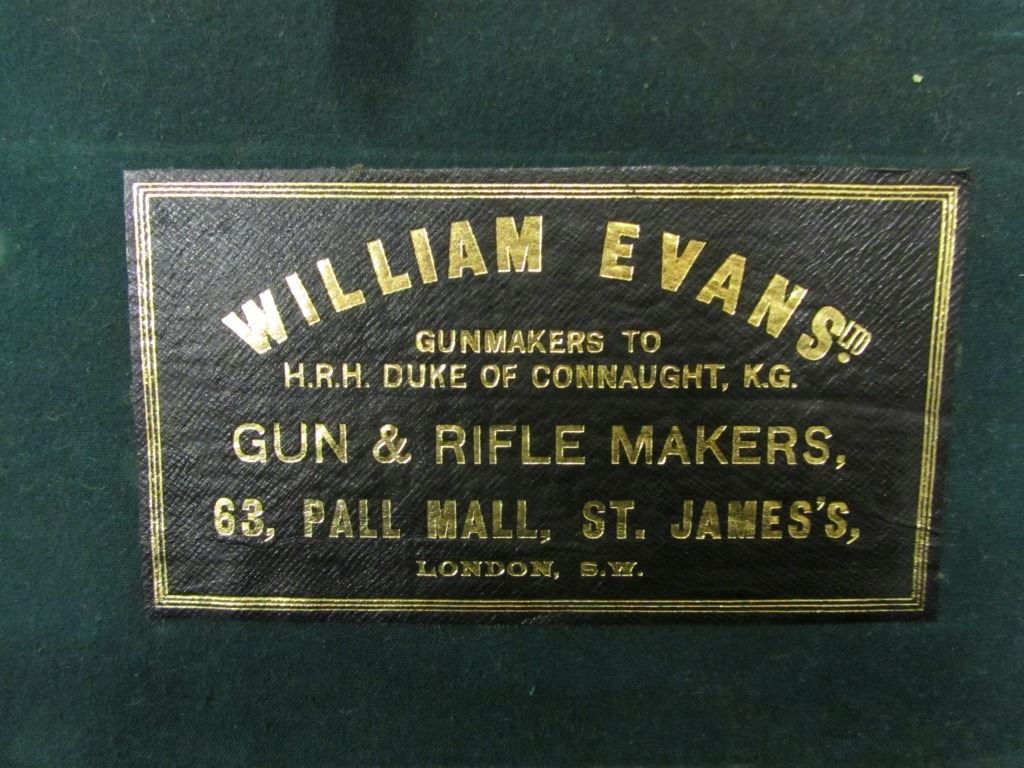 WILLIAM EVANS LTD.
GUNMAKERS TO
H.R.H. DUKE OF CONNAUGHT, K.G.
GUN & RIFLE MAKERS,
63, PALL MALL, ST. JAMES'S,
LONDON, S.W.